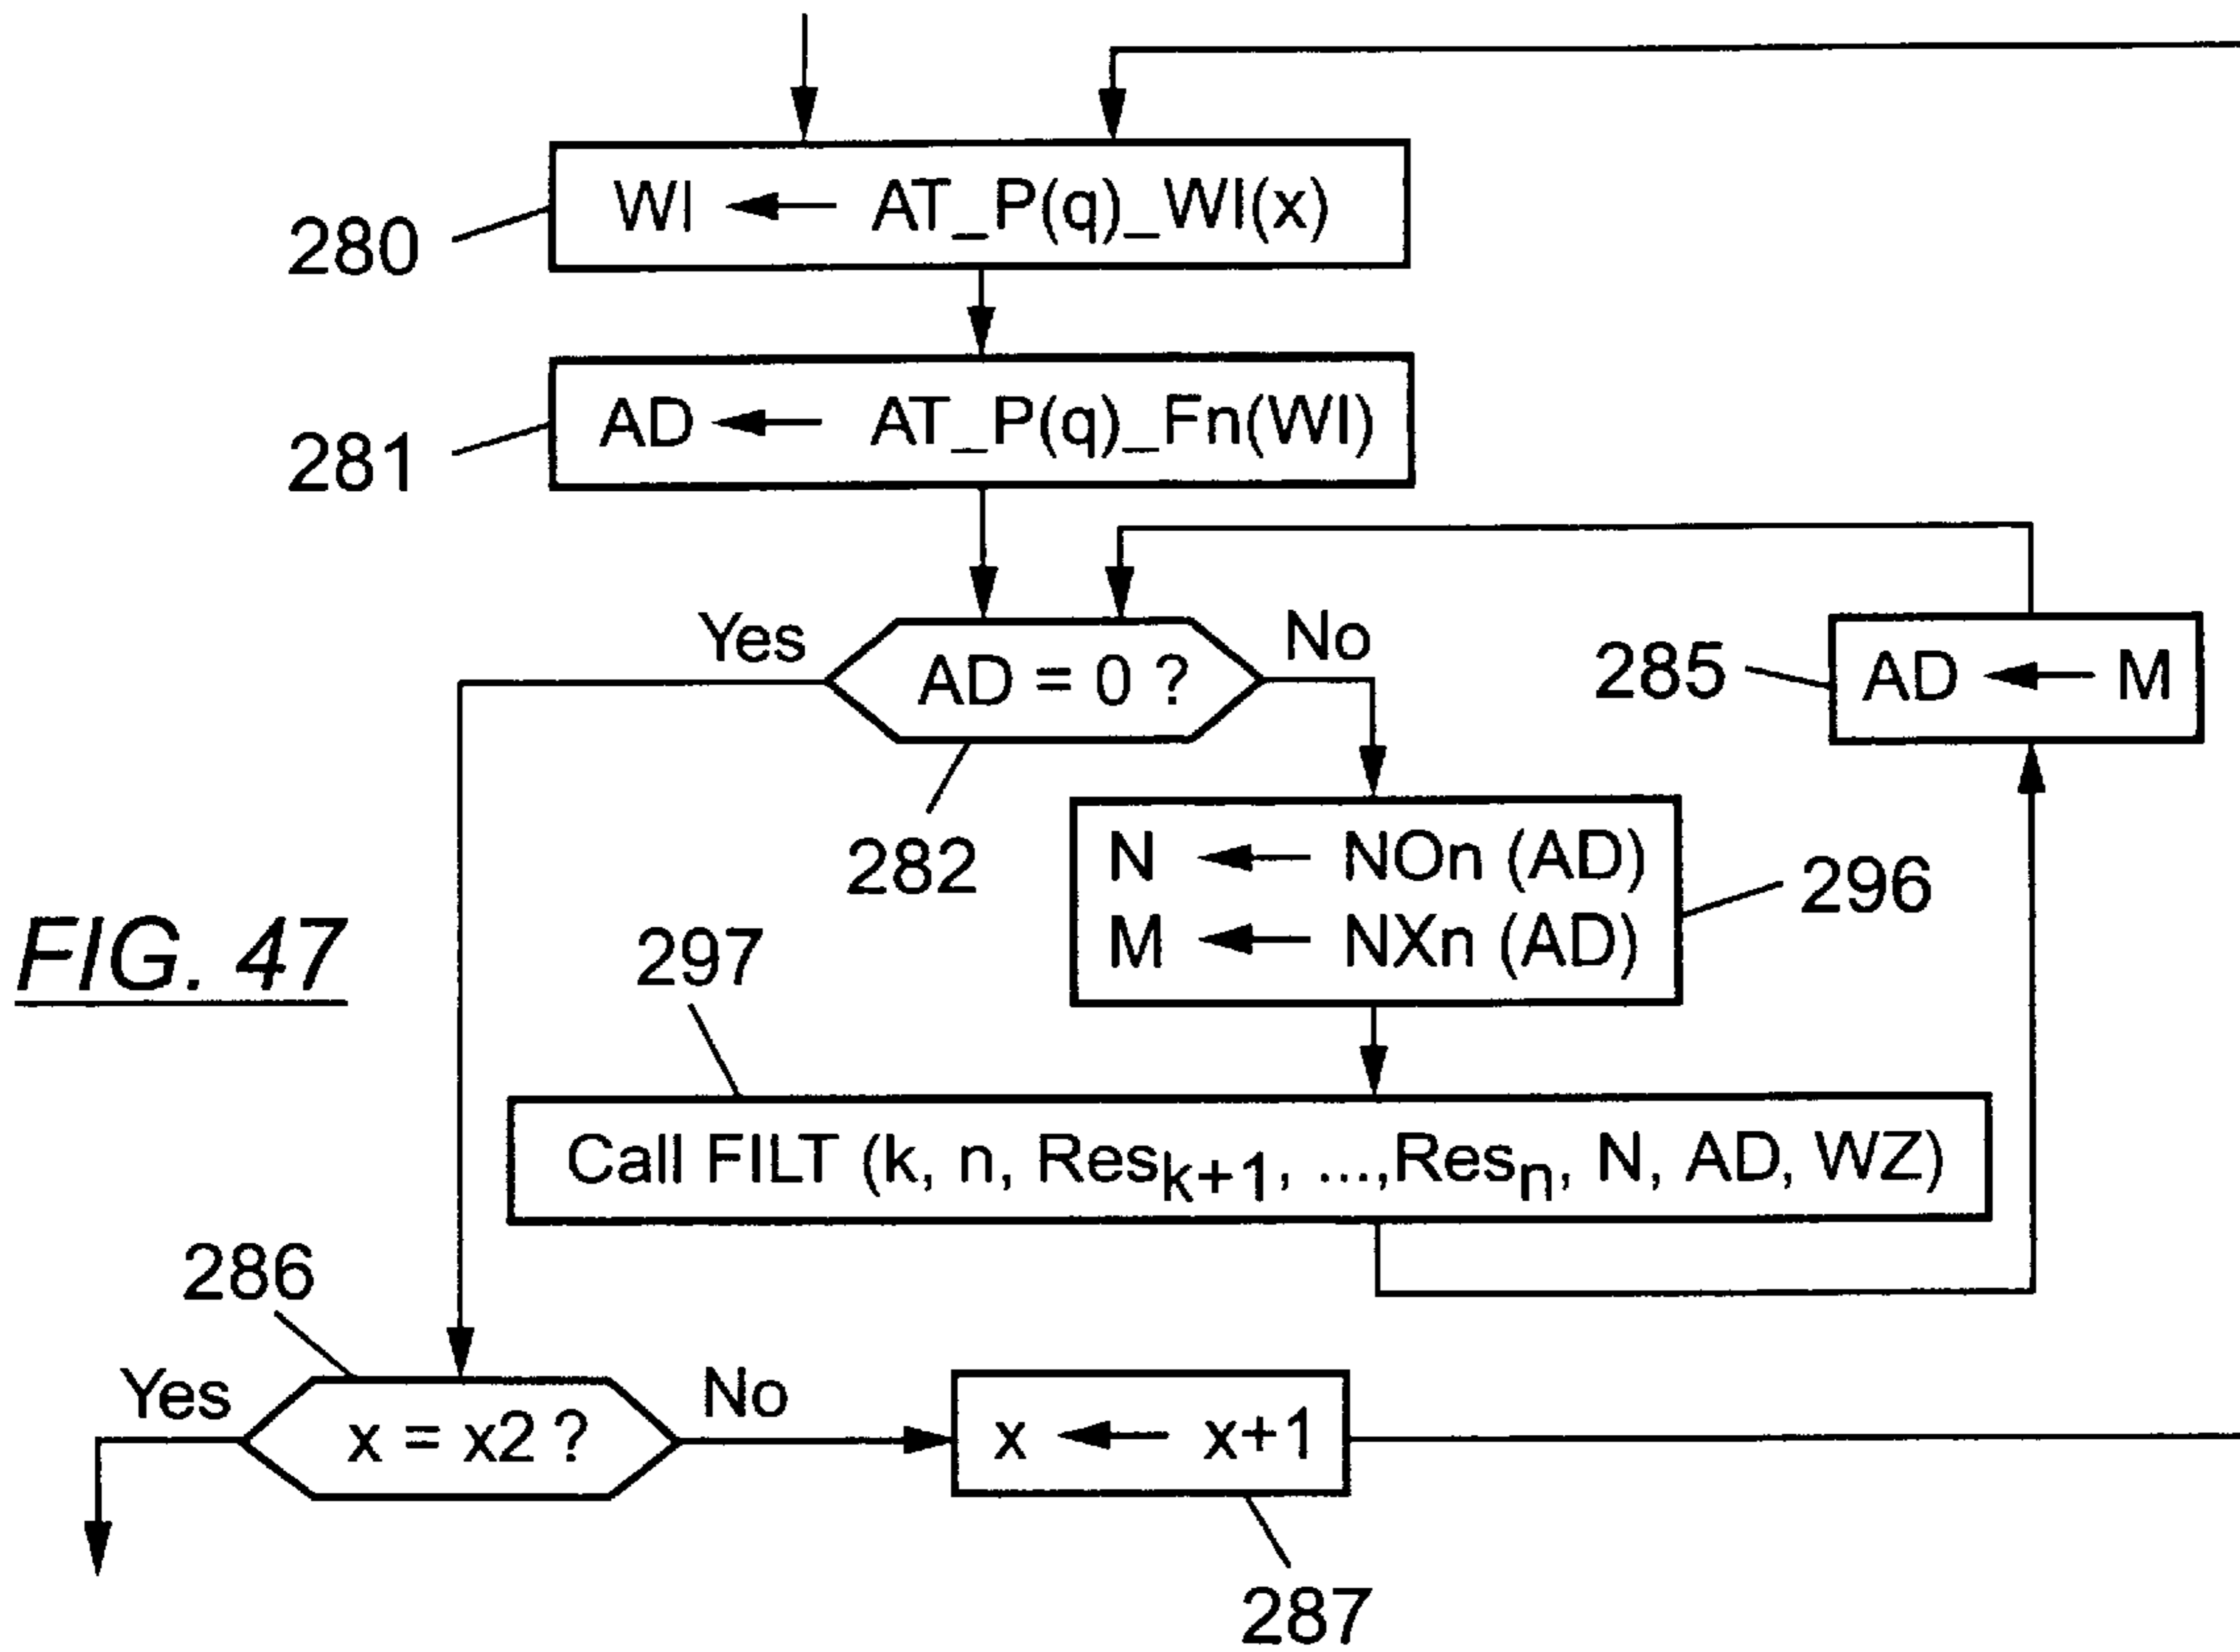 WI ← AT_P(q)_WI(x)
280
AD ← AT_P(q)_Fn(WI)
281
Yes
AD = 0 ?
No
282
285
AD ← M
N ← NOn (AD)
M ← NXn (AD)
296
FIG. 47
297
Call FILT (k, n, Resk+1, ...,Resn, N, AD, WZ)
286
Yes
x = x2 ?
No
x ← x+1
287